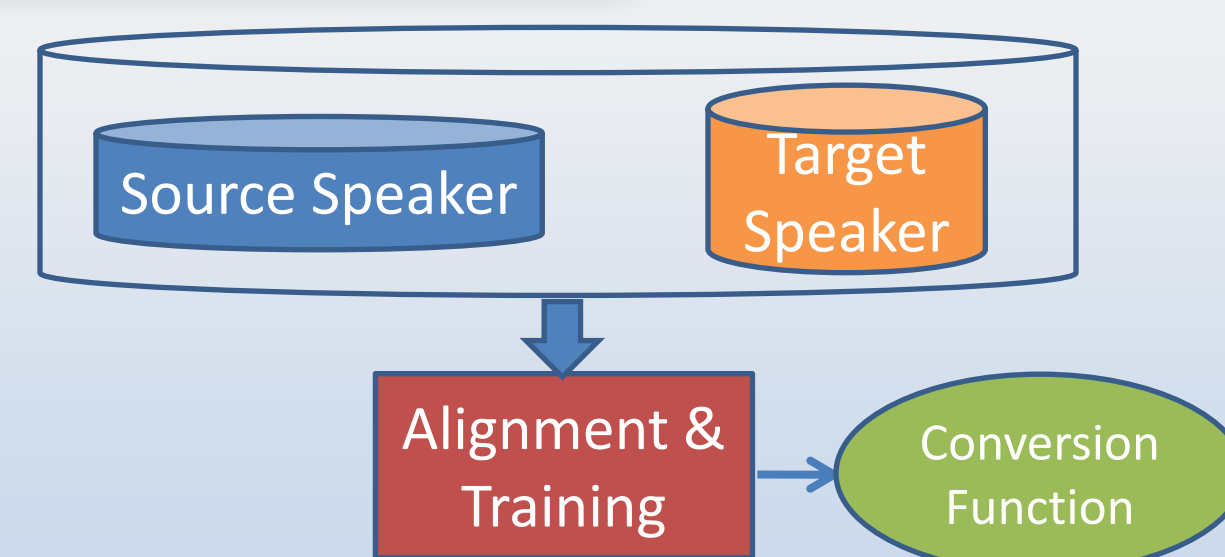 Source Speaker
Target
Speaker
Alignment &
Training
Conversion
Function